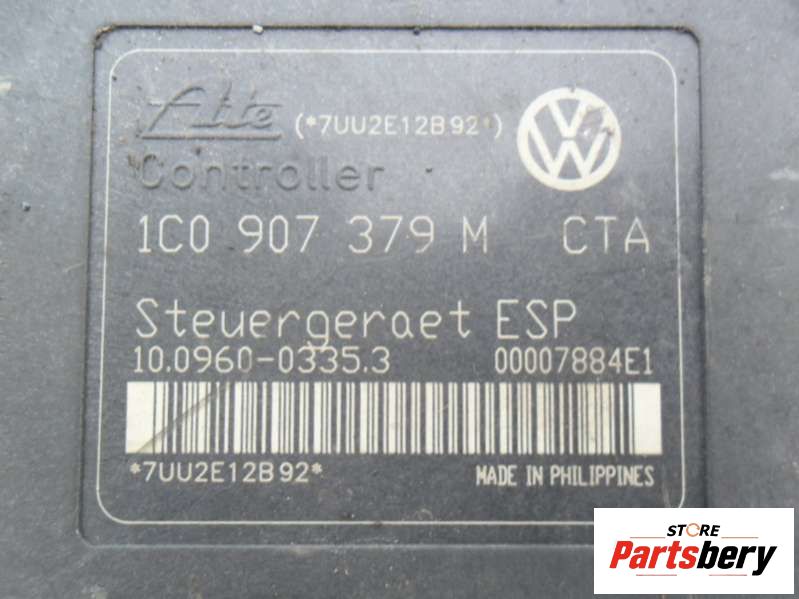 Ate (*7UU2E12B92*)
Controller
1C0 907 379 M CTA
Steuergeraet ESP
10.0960-0335.3 00007884E1
*7UU2E12B92*
MADE IN PHILIPPINES
STORE
Partsbery